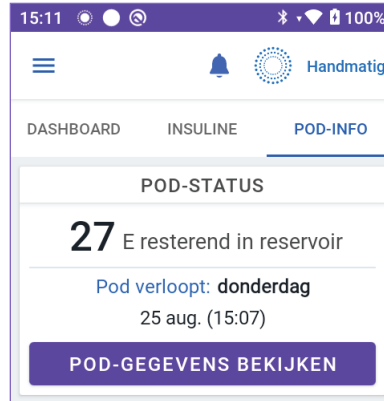 15:11 100%
Handmatig
DASHBOARD INSULINE POD-INFO
POD-STATUS
27 E resterend in reservoir
Pod verloopt: donderdag
25 aug. (15:07)
POD-GEGEVENS BEKIJKEN